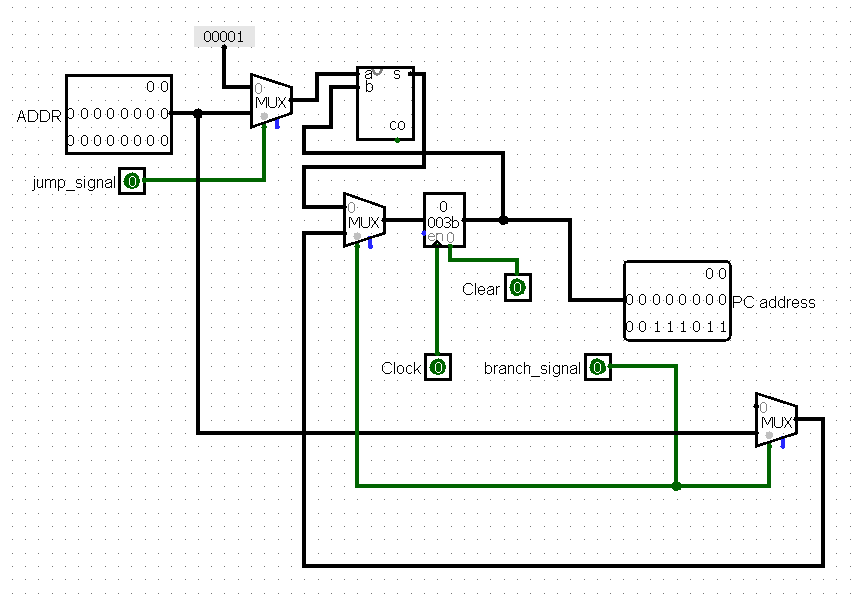 00001
0 0
ADDR
0 0 0 0 0 0 0 0
0 0 0 0 0 0 0 0
0
MUX
a
s
b
co
jump_signal
0
0
MUX
0
003b
en
0
Clear
0
0 0
0 0 0 0 0 0 0 0
PC address
0 0 1 1 1 0 1 1
Clock
0
branch_signal
0
0
MUX